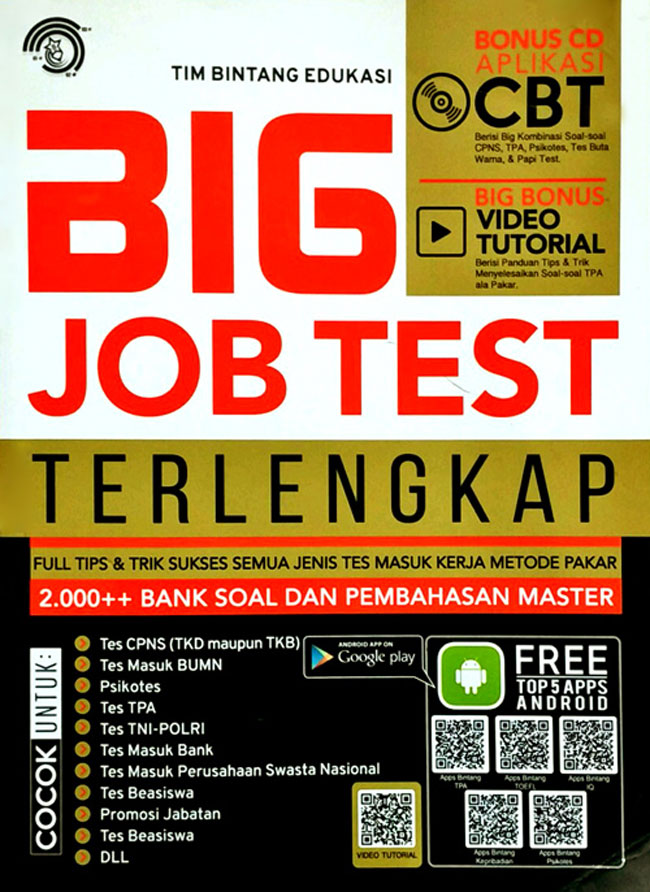 TIM BINTANG EDUKASI
BONUS CD
APLIKASI
CBT
Berisi Big Kombinasi Soal-soal
CPNS, TPA, Psikotes, Tes Buta
Warna, & Papi Test.
BIG BONUS
VIDEO
TUTORIAL
Berisi Panduan Tips & Trik
Menyelesaikan Soal-soal TPA
ala Pakar.
BIG
JOB TEST
TERLENGKAP
FULL TIPS & TRIK SUKSES SEMUA JENIS TES MASUK KERJA METODE PAKAR
2.000++ BANK SOAL DAN PEMBAHASAN MASTER
COCOK UNTUK:
Tes CPNS (TKD maupun TKB)
Tes Masuk BUMN
Psikotes
Tes TPA
Tes TNI-POLRI
Tes Masuk Bank
Tes Masuk Perusahaan Swasta Nasional
Tes Beasiswa
Promosi Jabatan
Tes Beasiswa
DLL
ANDROID APP ON
Google play
FREE
TOP 5 APPS
ANDROID
Apps Bintang
TPA
Apps Bintang
TOEFL
Apps Bintang
IQ
Apps Bintang
Kepribadian
Apps Bintang
Psikotes
VIDEO TUTORIAL